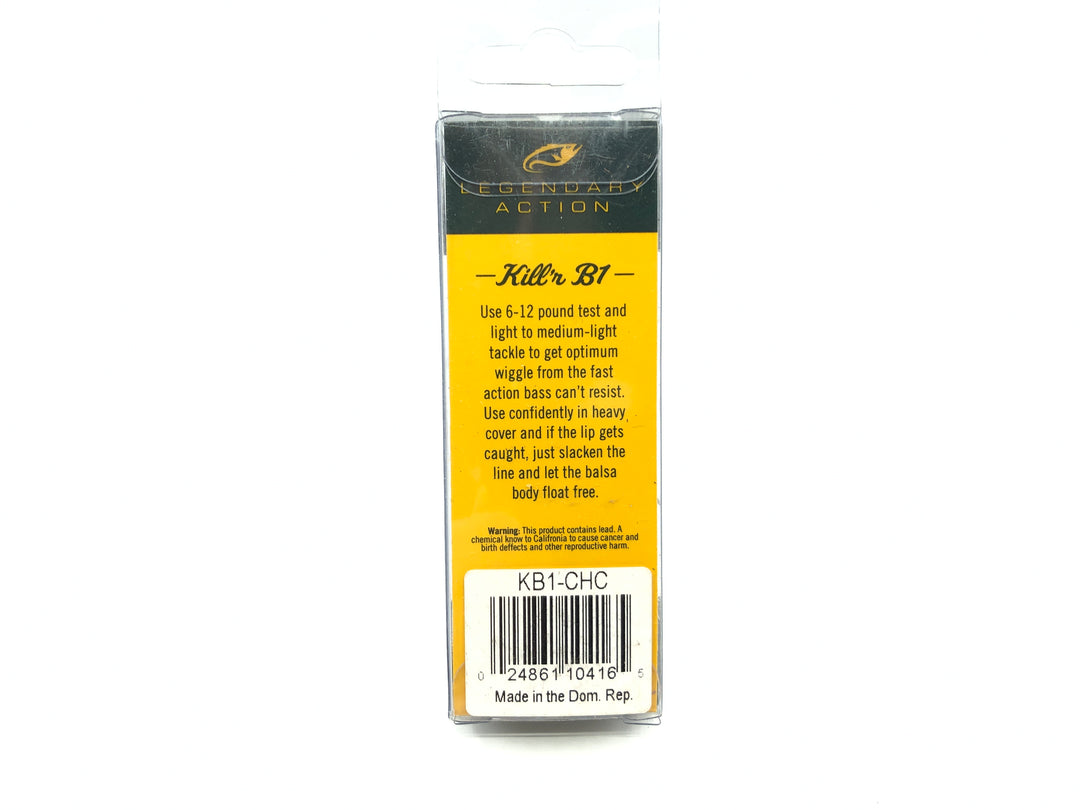 LEGENDARY
ACTION
—Kill'r B1—
Use 6-12 pound test and
light to medium-light
tackle to get optimum
wiggle from the fast
action bass can't resist.
Use confidently in heavy
cover and if the lip gets
caught, just slacken the
line and let the balsa
body float free.
Warning: This product contains lead. A
chemical know to Califronia to cause cancer and
birth deffects and other reproductive harm.
KB1-CHC
0 24861 10416 5
Made in the Dom. Rep.